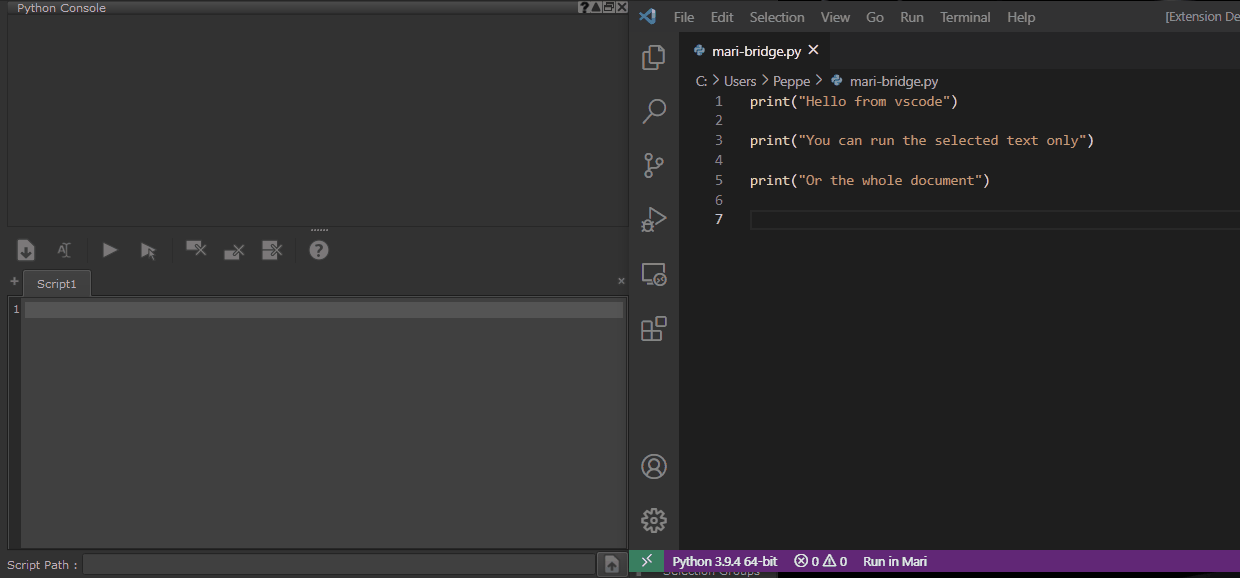 Python Console
Script1
1
Script Path :
File Edit Selection View Go Run Terminal Help
[Extension De
mari-bridge.py
C: > Users > Peppe > mari-bridge.py
1 print("Hello from vscode")
2
3 print("You can run the selected text only")
4
5 print("Or the whole document")
6
7
Python 3.9.4 64-bit 0 0 Run in Mari
Selection Groups